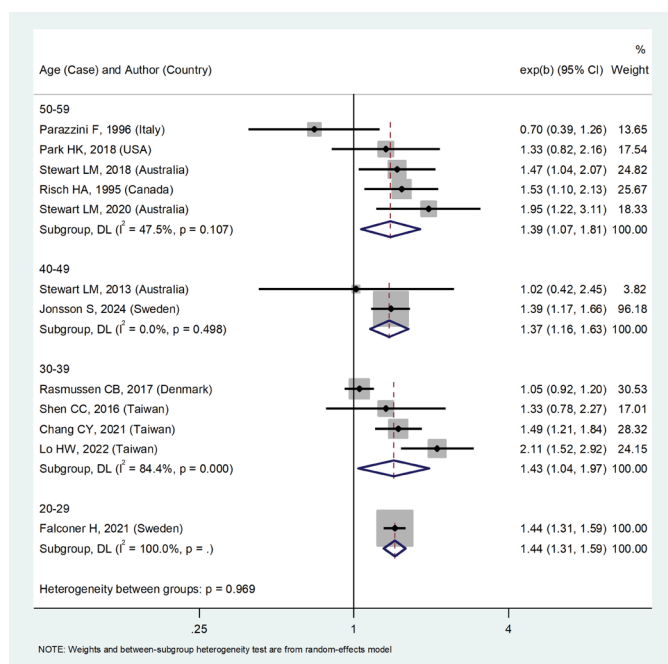 %
Age (Case) and Author (Country) exp(b) (95% CI) Weight
50-59
Parazzini F, 1996 (Italy) 0.70 (0.39, 1.26) 13.65
Park HK, 2018 (USA) 1.33 (0.82, 2.16) 17.54
Stewart LM, 2018 (Australia) 1.47 (1.04, 2.07) 24.82
Risch HA, 1995 (Canada) 1.53 (1.10, 2.13) 25.67
Stewart LM, 2020 (Australia) 1.95 (1.22, 3.11) 18.33
Subgroup, DL (I² = 47.5%, p = 0.107) 1.39 (1.07, 1.81) 100.00
40-49
Stewart LM, 2013 (Australia) 1.02 (0.42, 2.45) 3.82
Jonsson S, 2024 (Sweden) 1.39 (1.17, 1.66) 96.18
Subgroup, DL (I² = 0.0%, p = 0.498) 1.37 (1.16, 1.63) 100.00
30-39
Rasmussen CB, 2017 (Denmark) 1.05 (0.92, 1.20) 30.53
Shen CC, 2016 (Taiwan) 1.33 (0.78, 2.27) 17.01
Chang CY, 2021 (Taiwan) 1.49 (1.21, 1.84) 28.32
Lo HW, 2022 (Taiwan) 2.11 (1.52, 2.92) 24.15
Subgroup, DL (I² = 84.4%, p = 0.000) 1.43 (1.04, 1.97) 100.00
20-29
Falconer H, 2021 (Sweden) 1.44 (1.31, 1.59) 100.00
Subgroup, DL (I² = 100.0%, p = .) 1.44 (1.31, 1.59) 100.00
Heterogeneity between groups: p = 0.969
.25 1 4
NOTE: Weights and between-subgroup heterogeneity test are from random-effects model